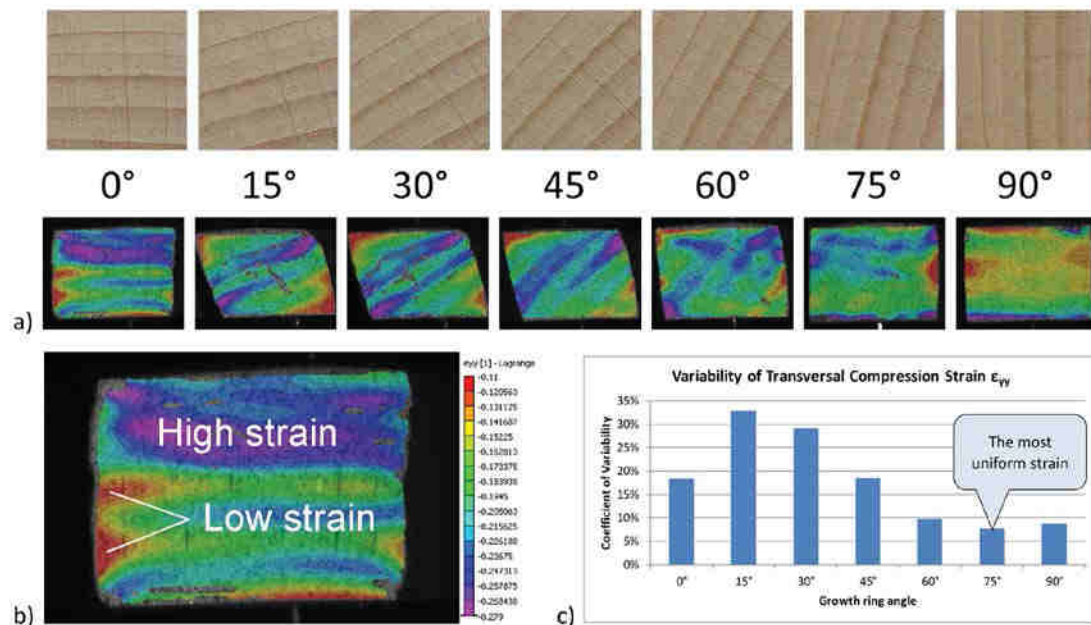 0° 15° 30° 45° 60° 75° 90°
a)
b)
High strain
Low strain
eyy [1] - Lagrange
-0.11
-0.120563
-0.131125
-0.141687
-0.15225
-0.162813
-0.173375
-0.183938
-0.1945
-0.205063
-0.215625
-0.226188
-0.23675
-0.247313
-0.257875
-0.268438
-0.279
c)
Variability of Transversal Compression Strain εyy
Coefficient of Variability
35%
30%
25%
20%
15%
10%
5%
0%
The most
uniform strain
0° 15° 30° 45° 60° 75° 90°
Growth ring angle